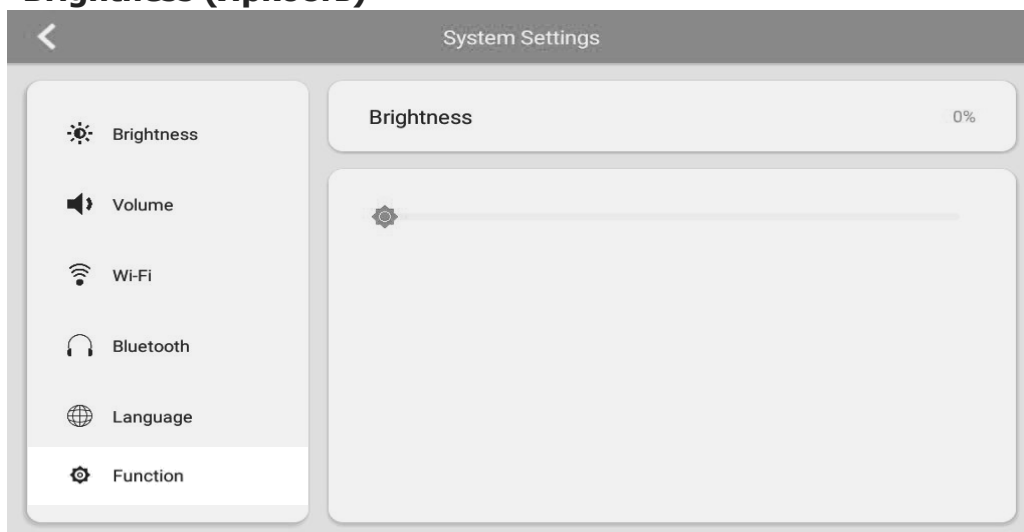 System Settings
Brightness
Volume
Wi-Fi
Bluetooth
Language
Function
Brightness 0%